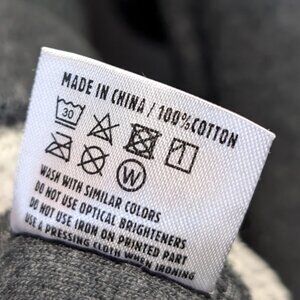 MADE IN CHINA / 100%COTTON
30
W
WASH WITH SIMILAR COLORS
DO NOT USE OPTICAL BRIGHTENERS
DO NOT USE IRON ON PRINTED PART
USE A PRESSING CLOTH WHEN IRONING